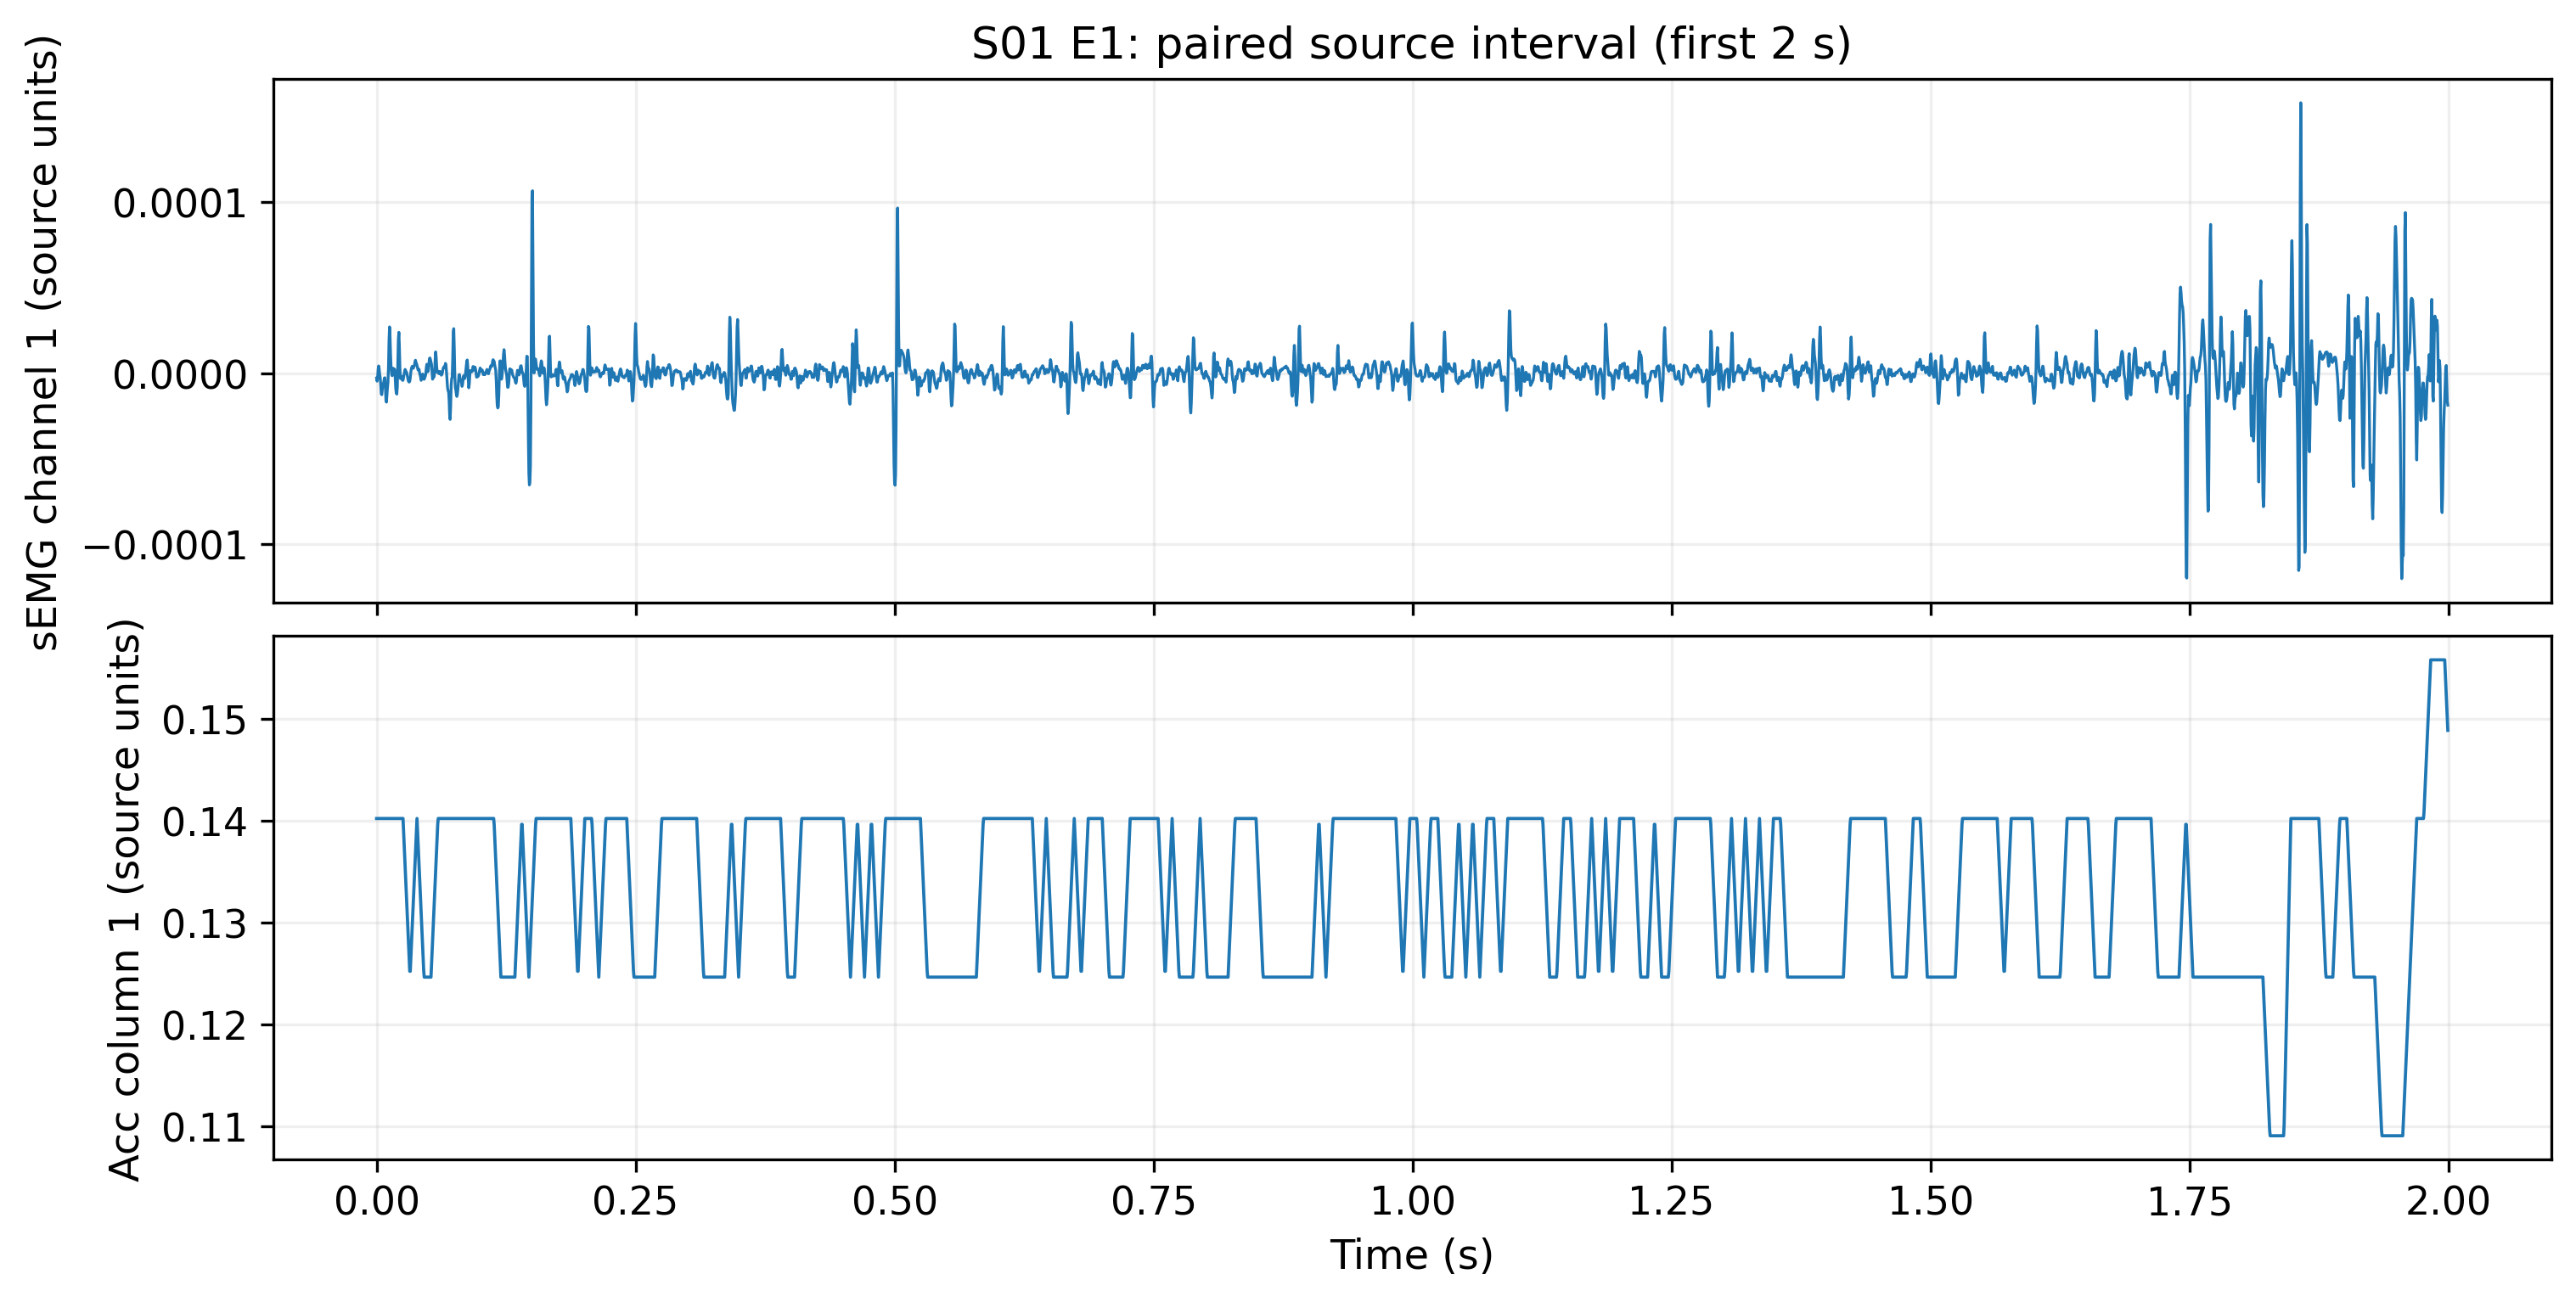 S01 E1: paired source interval (first 2 s)
sEMG channel 1 (source units)
0.0001
0.0000
−0.0001
Acc column 1 (source units)
0.15
0.14
0.13
0.12
0.11
0.00 0.25 0.50 0.75 1.00 1.25 1.50 1.75 2.00
Time (s)